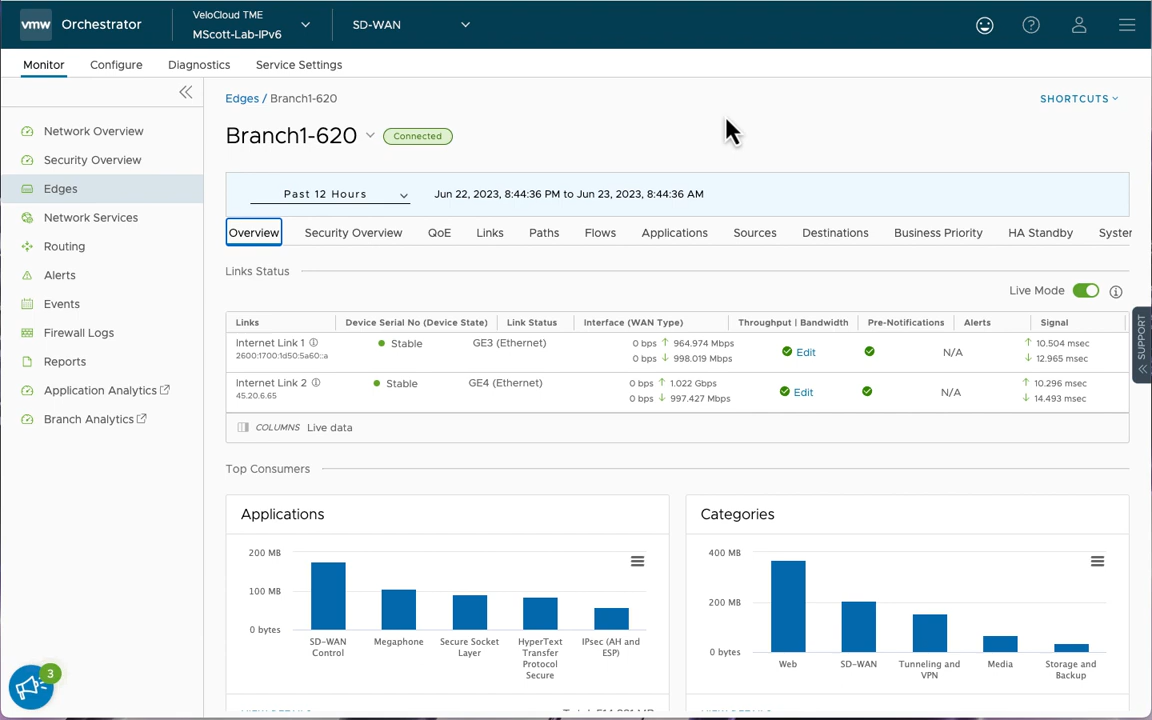 vmw Orchestrator
VeloCloud TME
MScott-Lab-IPv6
SD-WAN
Monitor Configure Diagnostics Service Settings
Network Overview
Security Overview
Edges
Network Services
Routing
Alerts
Events
Firewall Logs
Reports
Application Analytics
Branch Analytics
3
Edges / Branch1-620
SHORTCUTS
Branch1-620 Connected
Past 12 Hours Jun 22, 2023, 8:44:36 PM to Jun 23, 2023, 8:44:36 AM
Overview Security Overview QoE Links Paths Flows Applications Sources Destinations Business Priority HA Standby
Links Status
Live Mode
Links Device Serial No (Device State) Link Status Interface (WAN Type) Throughput | Bandwidth Pre-Notifications Alerts Signal
Internet Link 1 Stable GE3 (Ethernet) 0 bps 964.974 Mbps Edit N/A 10.504 msec
2600:1700:1d50:5a60::a 0 bps 998.019 Mbps 12.965 msec
Internet Link 2 Stable GE4 (Ethernet) 0 bps 1.022 Gbps Edit N/A 10.296 msec
45.20.6.65 0 bps 997.427 Mbps 14.493 msec
COLUMNS Live data
SUPPORT
Top Consumers
Applications
200 MB
100 MB
0 bytes
SD-WAN Control
Megaphone
Secure Socket Layer
HyperText Transfer Protocol Secure
IPsec (AH and ESP)
Categories
400 MB
200 MB
0 bytes
Web
SD-WAN
Tunneling and VPN
Media
Storage and Backup